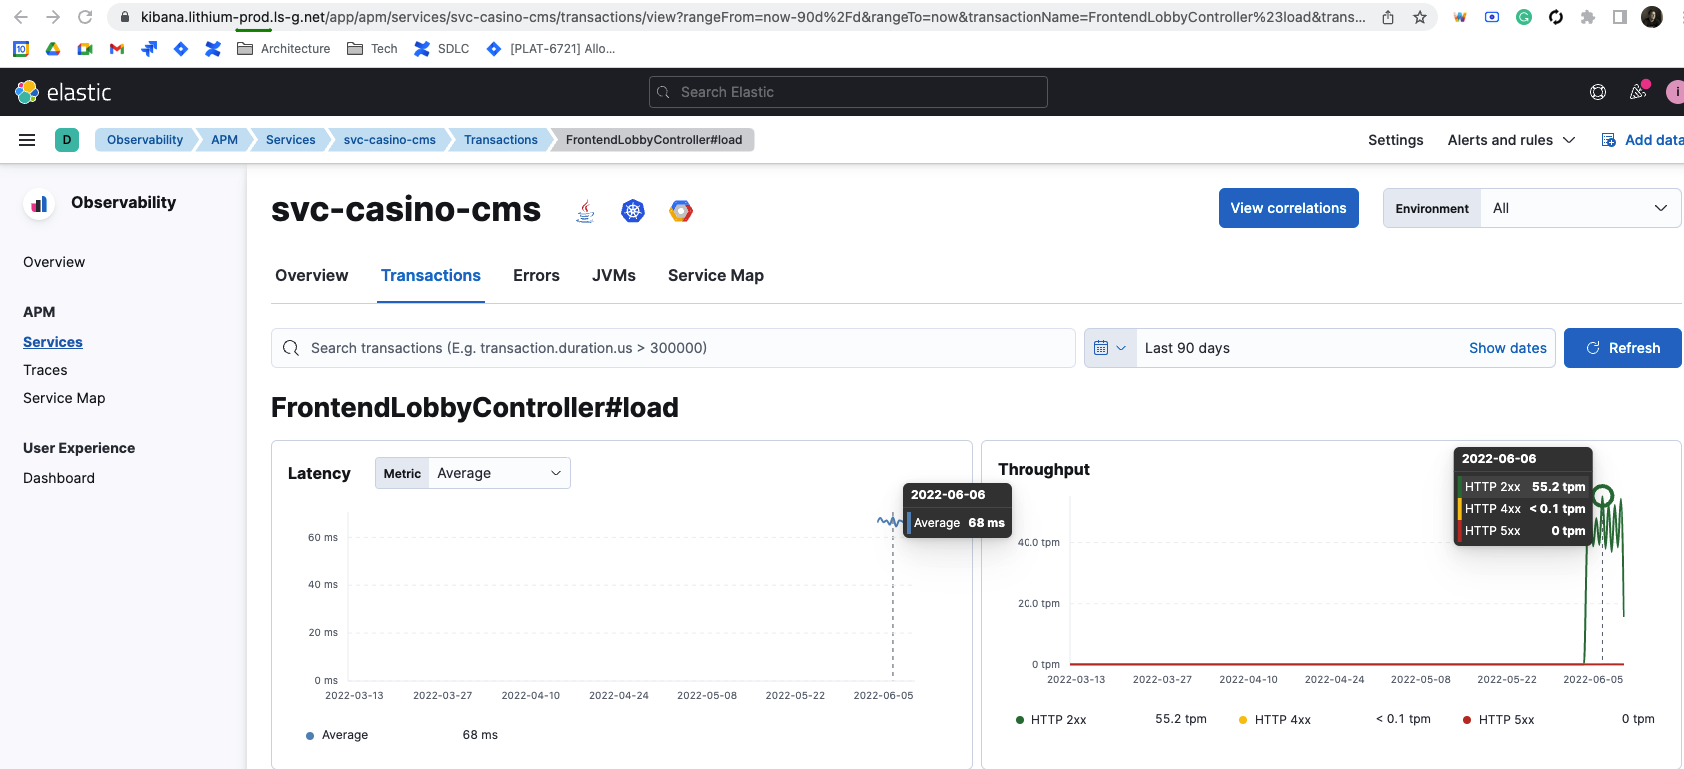 kibana.lithium-prod.ls-g.net/app/apm/services/svc-casino-cms/transactions/view?rangeFrom=now-90d%2Fd&rangeTo=now&transactionName=FrontendLobbyController%23load&trans...
10 Architecture Tech SDLC [PLAT-6721] Allo...
elastic Search Elastic i
D Observability APM Services svc-casino-cms Transactions FrontendLobbyController#load Settings Alerts and rules Add data
Observability
Overview
APM
Services
Traces
Service Map
User Experience
Dashboard
svc-casino-cms View correlations Environment All
Overview Transactions Errors JVMs Service Map
Search transactions (E.g. transaction.duration.us > 300000) Last 90 days Show dates Refresh
FrontendLobbyController#load
Latency Metric Average
2022-06-06
Average 68 ms
60 ms
40 ms
20 ms
0 ms
2022-03-13 2022-03-27 2022-04-10 2022-04-24 2022-05-08 2022-05-22 2022-06-05
Average 68 ms
Throughput
2022-06-06
HTTP 2xx 55.2 tpm
HTTP 4xx < 0.1 tpm
HTTP 5xx 0 tpm
40.0 tpm
20.0 tpm
0 tpm
2022-03-13 2022-03-27 2022-04-10 2022-04-24 2022-05-08 2022-05-22 2022-06-05
HTTP 2xx 55.2 tpm HTTP 4xx < 0.1 tpm HTTP 5xx 0 tpm